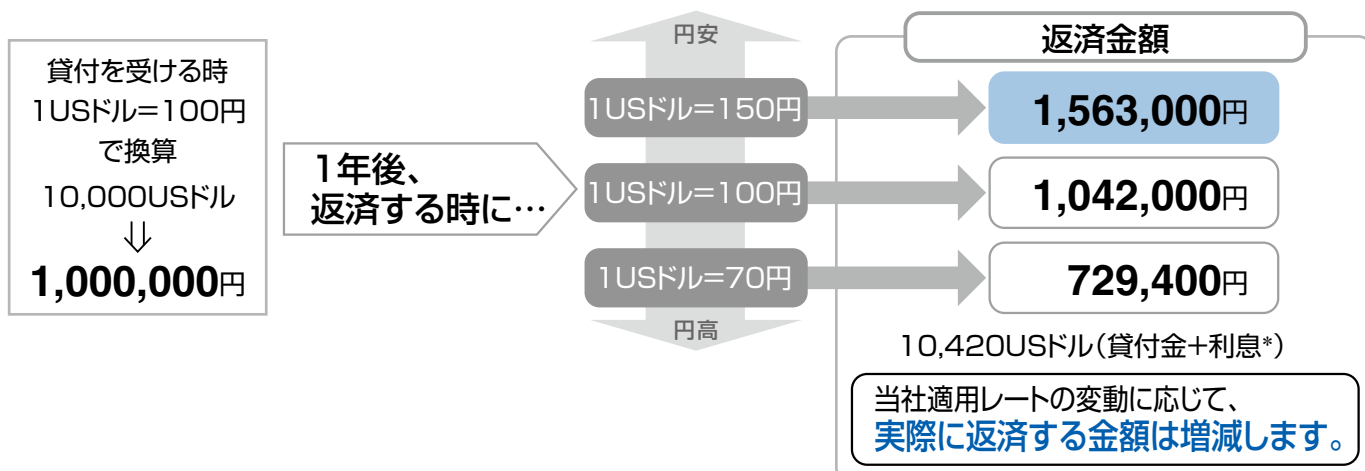 貸付を受ける時
1USドル=100円
で換算
10,000USドル
⇓
1,000,000円
1年後、
返済する時に…
円安
1USドル=150円
1USドル=100円
1USドル=70円
円高
返済金額
1,563,000円
1,042,000円
729,400円
10,420USドル(貸付金+利息*)
当社適用レートの変動に応じて、
実際に返済する金額は増減します。